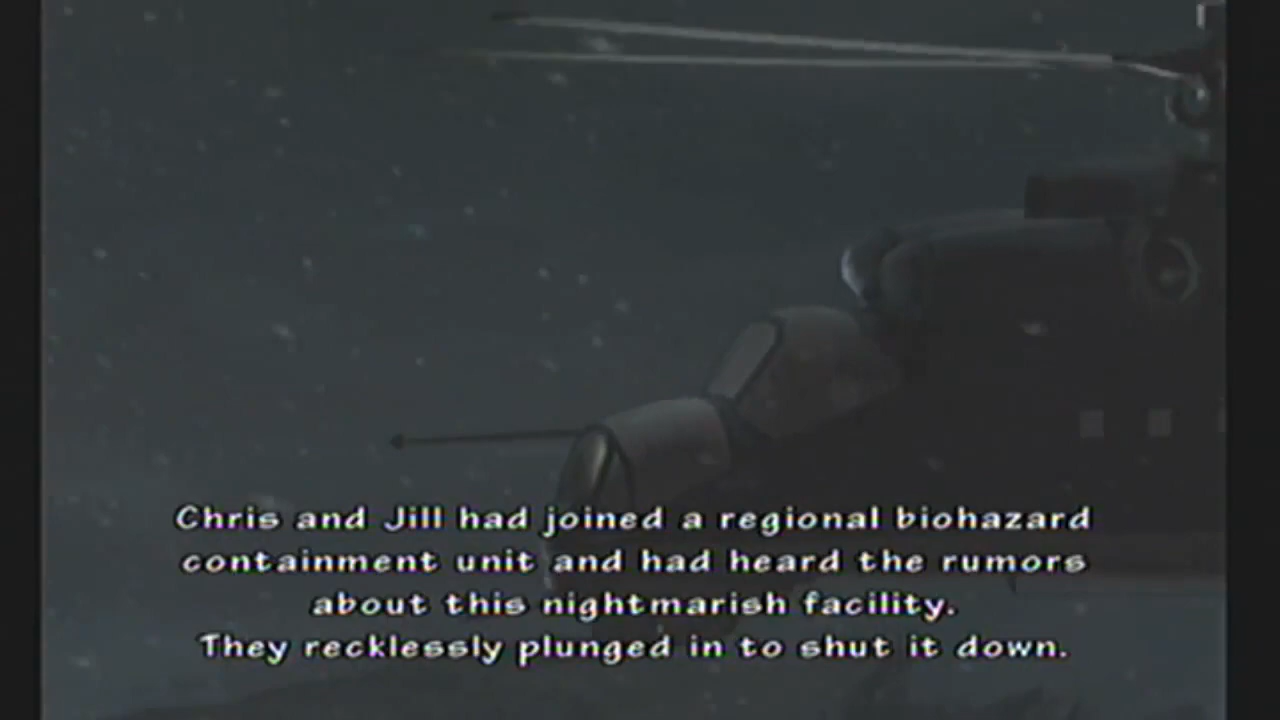 Chris and Jill had joined a regional biohazard
containment unit and had heard the rumors
about this nightmarish facility.
They recklessly plunged in to shut it down.